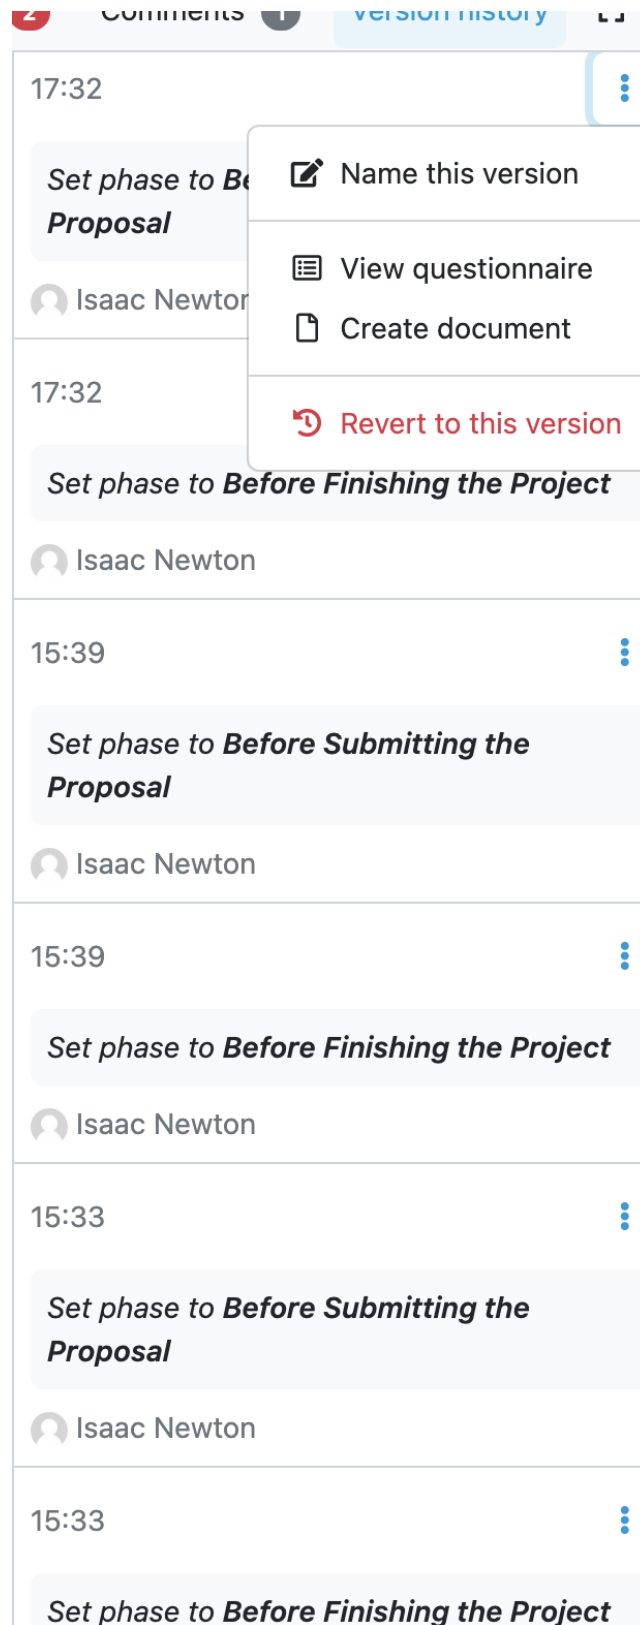 2 Comments 1 Version history
17:32
Name this version
Set phase to Be
Proposal
View questionnaire
Isaac Newton
Create document
17:32
Revert to this version
Set phase to Before Finishing the Project
Isaac Newton
15:39
Set phase to Before Submitting the
Proposal
Isaac Newton
15:39
Set phase to Before Finishing the Project
Isaac Newton
15:33
Set phase to Before Submitting the
Proposal
Isaac Newton
15:33
Set phase to Before Finishing the Project